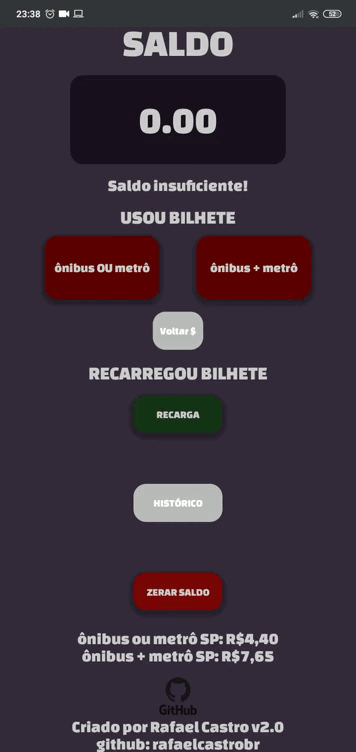 23:38
52
SALDO
0.00
Saldo insuficiente!
USOU BILHETE
ônibus OU metrô
ônibus + metrô
Voltar $
RECARREGOU BILHETE
RECARGA
HISTÓRICO
ZERAR SALDO
ônibus ou metrô SP: R$4,40
ônibus + metrô SP: R$7,65
GitHub
Criado por Rafael Castro v2.0
github: rafaelcastrobr